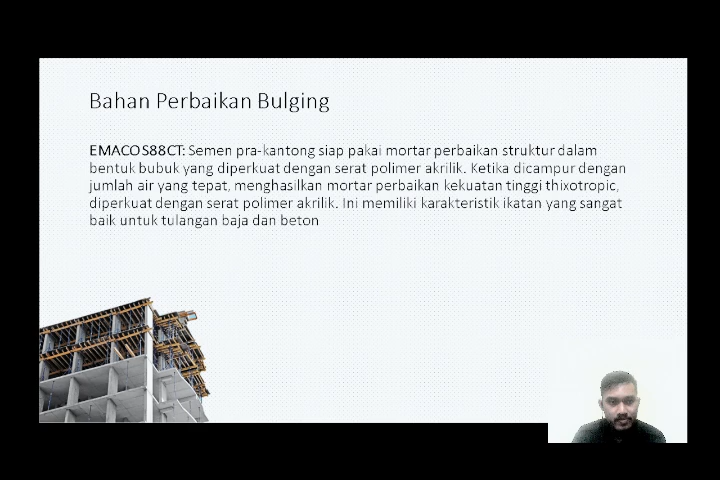 Bahan Perbaikan Bulging
EMACOS88CT: Semen pra-kantong siap pakai mortar perbaikan struktur dalam
bentuk bubuk yang diperkuat dengan serat polimer akrilik. Ketika dicampur dengan
jumlah air yang tepat, menghasilkan mortar perbaikan kekuatan tinggi thixotropic,
diperkuat dengan serat polimer akrilik. Ini memiliki karakteristik ikatan yang sangat
baik untuk tulangan baja dan beton